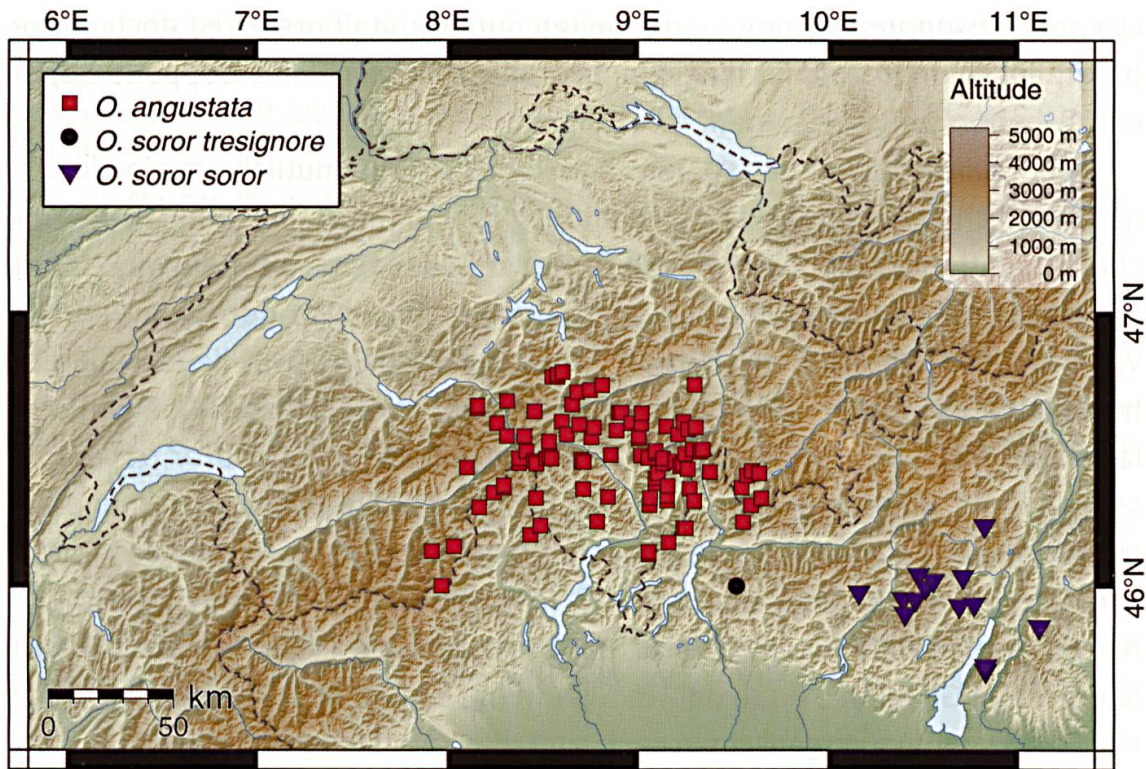 6°E 7°E 8°E 9°E 10°E 11°E
O. angustata
O. soror tresignore
O. soror soror
Altitude
5000 m
4000 m
3000 m
2000 m
1000 m
0 m
47°N
46°N
km
0 50